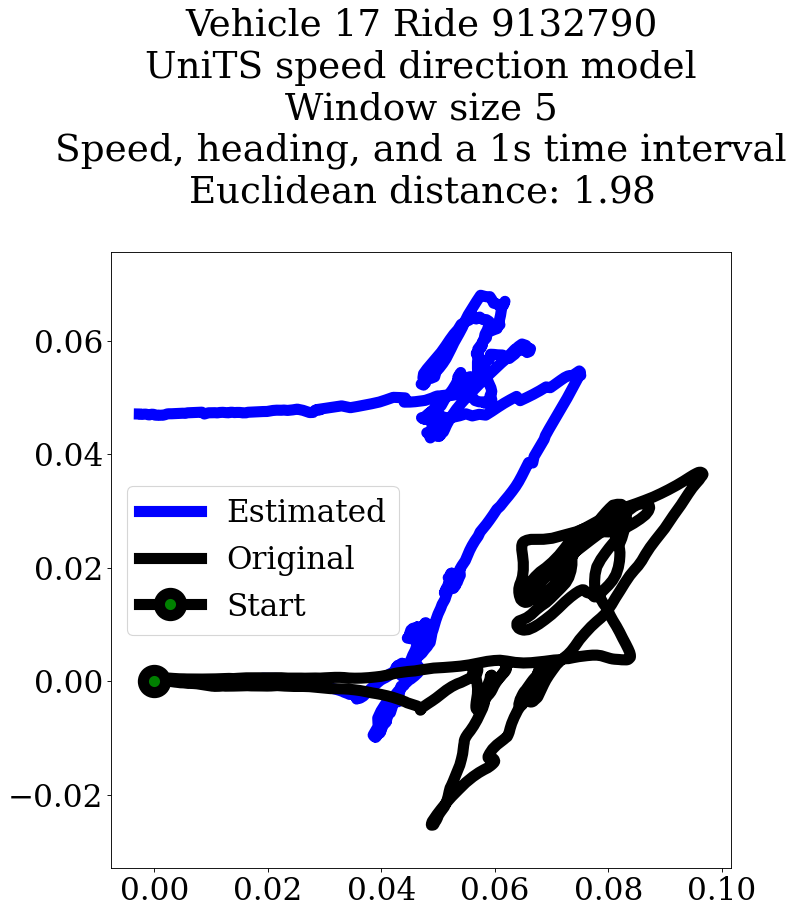 Vehicle 17 Ride 9132790
UniTS speed direction model
Window size 5
Speed, heading, and a 1s time interval
Euclidean distance: 1.98
0.06
0.04
0.02
0.00
−0.02
Estimated
Original
Start
0.00 0.02 0.04 0.06 0.08 0.10